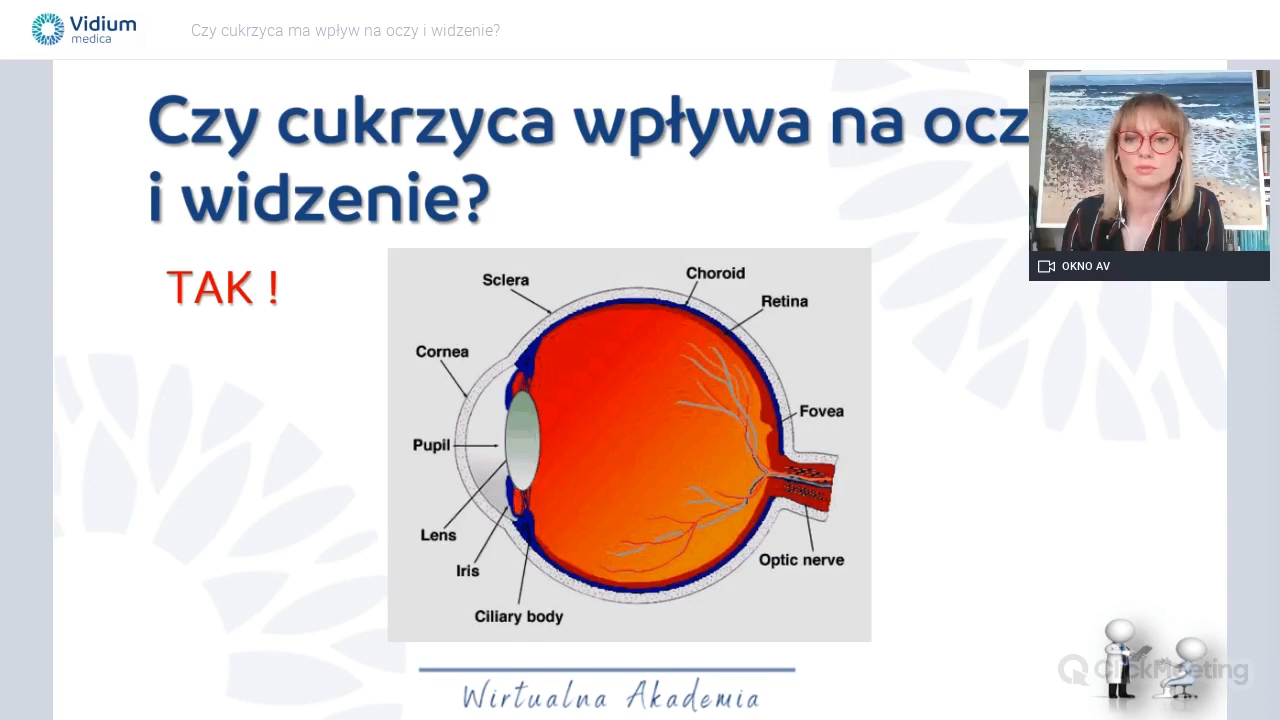 Vidium
medica
Czy cukrzyca ma wpływ na oczy i widzenie?
Czy cukrzyca wpływa na ocz
i widzenie?
OKNO AV
TAK !
Sclera
Choroid
Retina
Cornea
Fovea
Pupil
Lens
Optic nerve
Iris
Ciliary body
ClickMeeting
Wirtualna Akademia